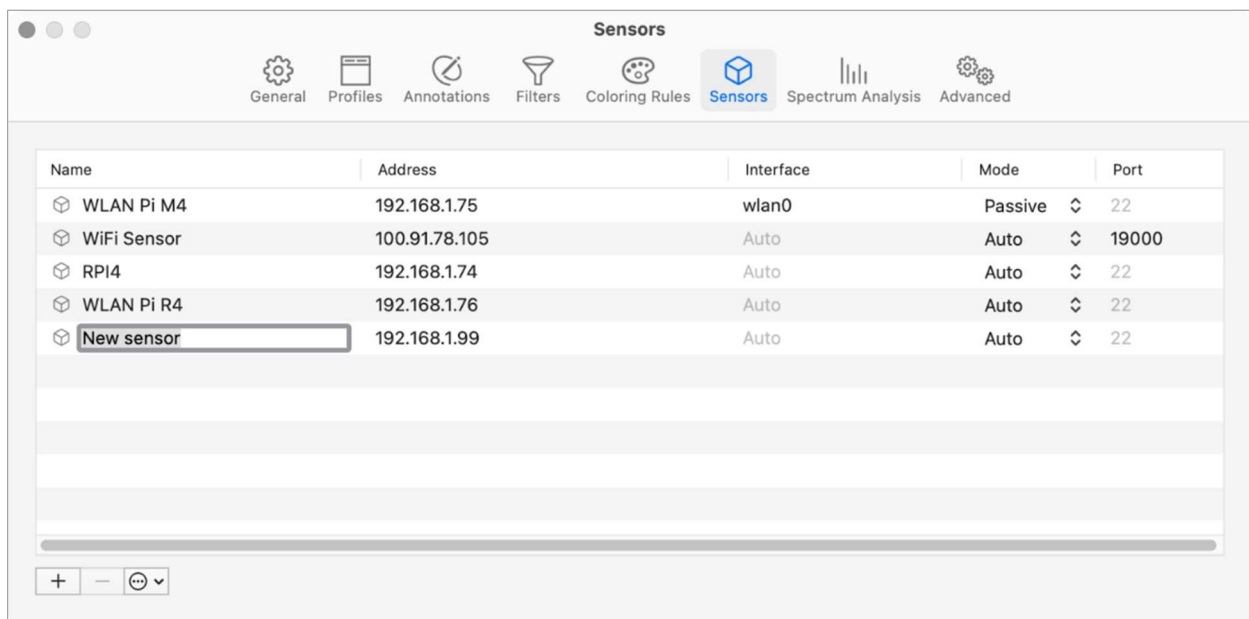 Sensors
General Profiles Annotations Filters Coloring Rules Sensors Spectrum Analysis Advanced
Name Address Interface Mode Port
WLAN Pi M4 192.168.1.75 wlan0 Passive 22
WiFi Sensor 100.91.78.105 Auto Auto 19000
RPI4 192.168.1.74 Auto Auto 22
WLAN Pi R4 192.168.1.76 Auto Auto 22
New sensor 192.168.1.99 Auto Auto 22